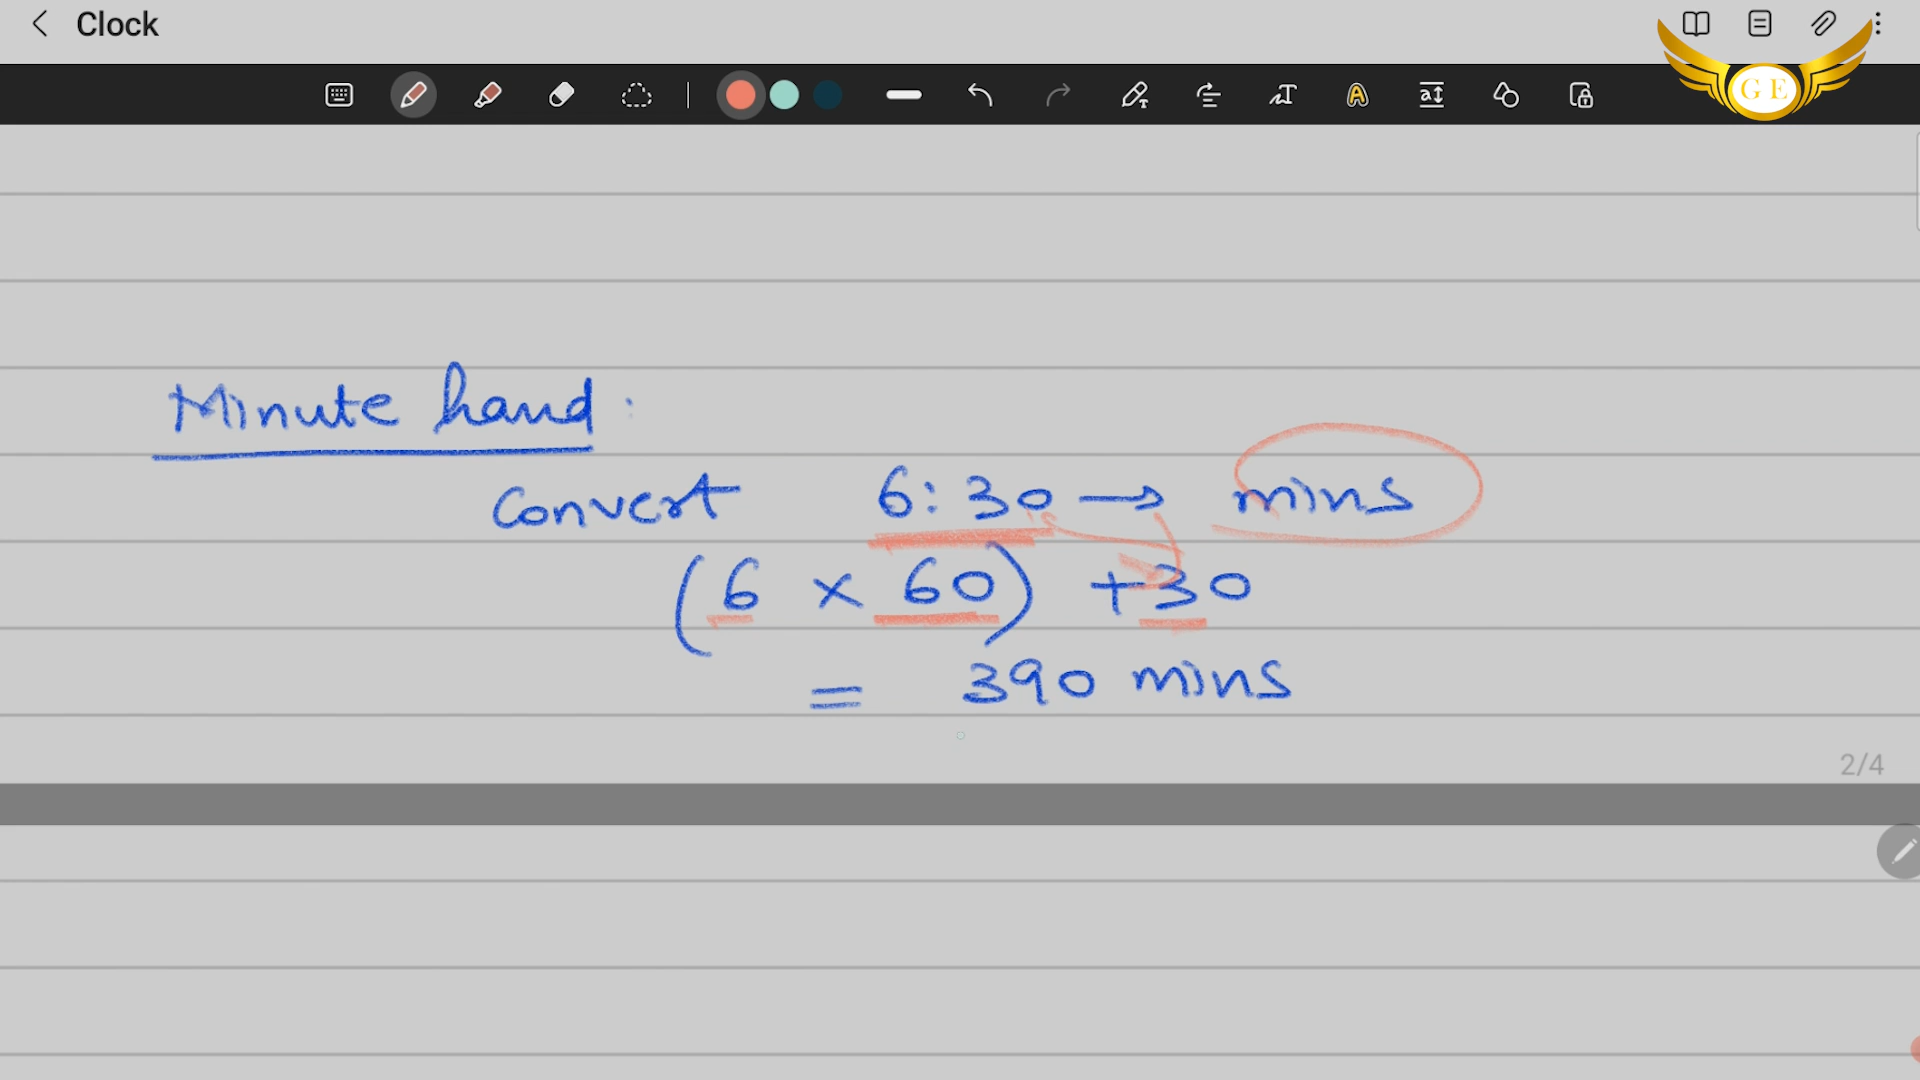 Clock
G E
Minute hand :
Convert 6:30 → mins
(6 × 60) + 30
= 390 mins
2/4